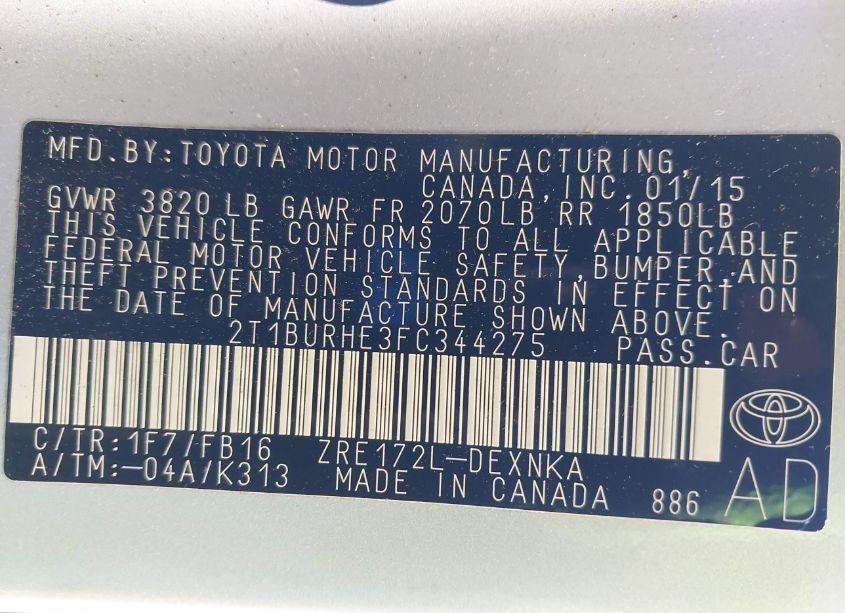 MFD.BY:TOYOTA MOTOR MANUFACTURING,
CANADA,INC.01/15
GVWR 3820 LB GAWR FR 2070LB RR 1850LB
THIS VEHICLE CONFORMS TO ALL APPLICABLE
FEDERAL MOTOR VEHICLE SAFETY,BUMPER,AND
THEFT PREVENTION STANDARDS IN EFFECT ON
THE DATE OF MANUFACTURE SHOWN ABOVE.
2T1BURHE3FC344275 PASS.CAR
C/TR:1F7/FB16 ZRE172L-DEXNKA
A/TM:-04A/K313 MADE IN CANADA 886 AD